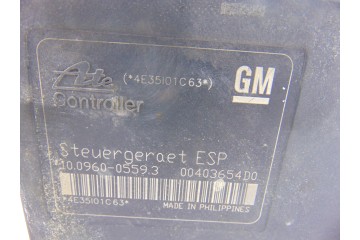 Ate (*4E35I01C63*) GM
Controller
Steuergeraet ESP
10.0960-0559.3 00403654D0
*4E35I01C63* MADE IN PHILIPPINES